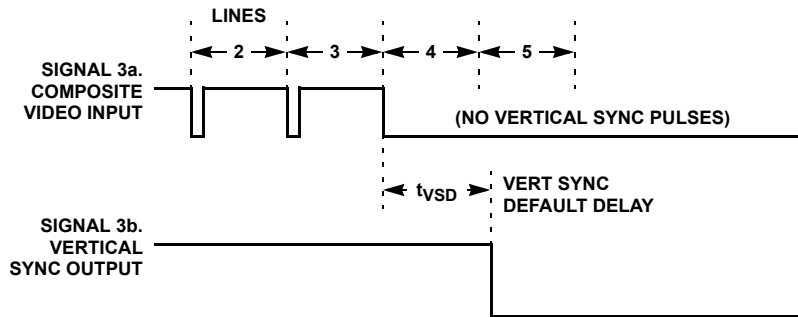 LINES
2 3 4 5
SIGNAL 3a.
COMPOSITE
VIDEO INPUT
(NO VERTICAL SYNC PULSES)
tVSD
VERT SYNC
DEFAULT DELAY
SIGNAL 3b.
VERTICAL
SYNC OUTPUT